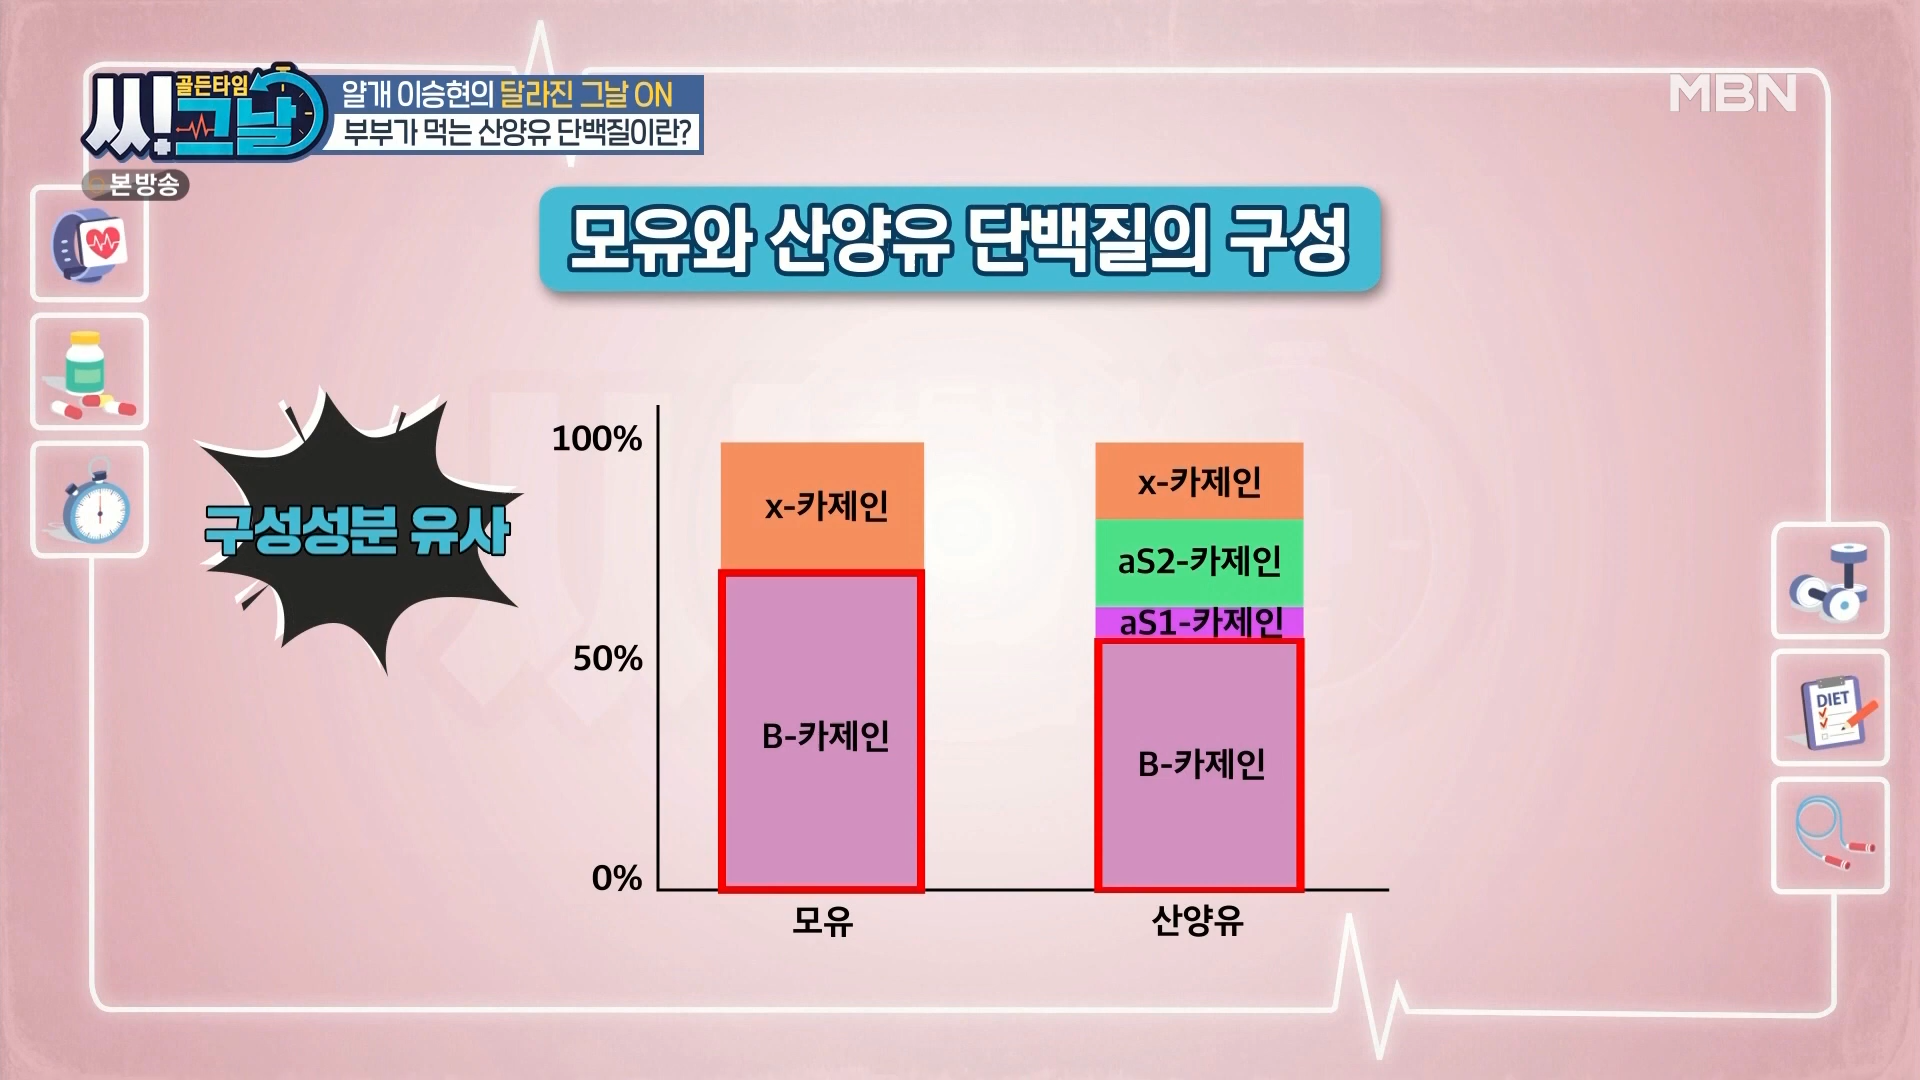 골든타임
씨!그날
얄개 이승현의 달라진 그날 ON
부부가 먹는 산양유 단백질이란?
본방송
MBN
모유와 산양유 단백질의 구성
구성성분 유사
100%
50%
0%
x-카제인
B-카제인
모유
x-카제인
aS2-카제인
aS1-카제인
B-카제인
산양유
DIET